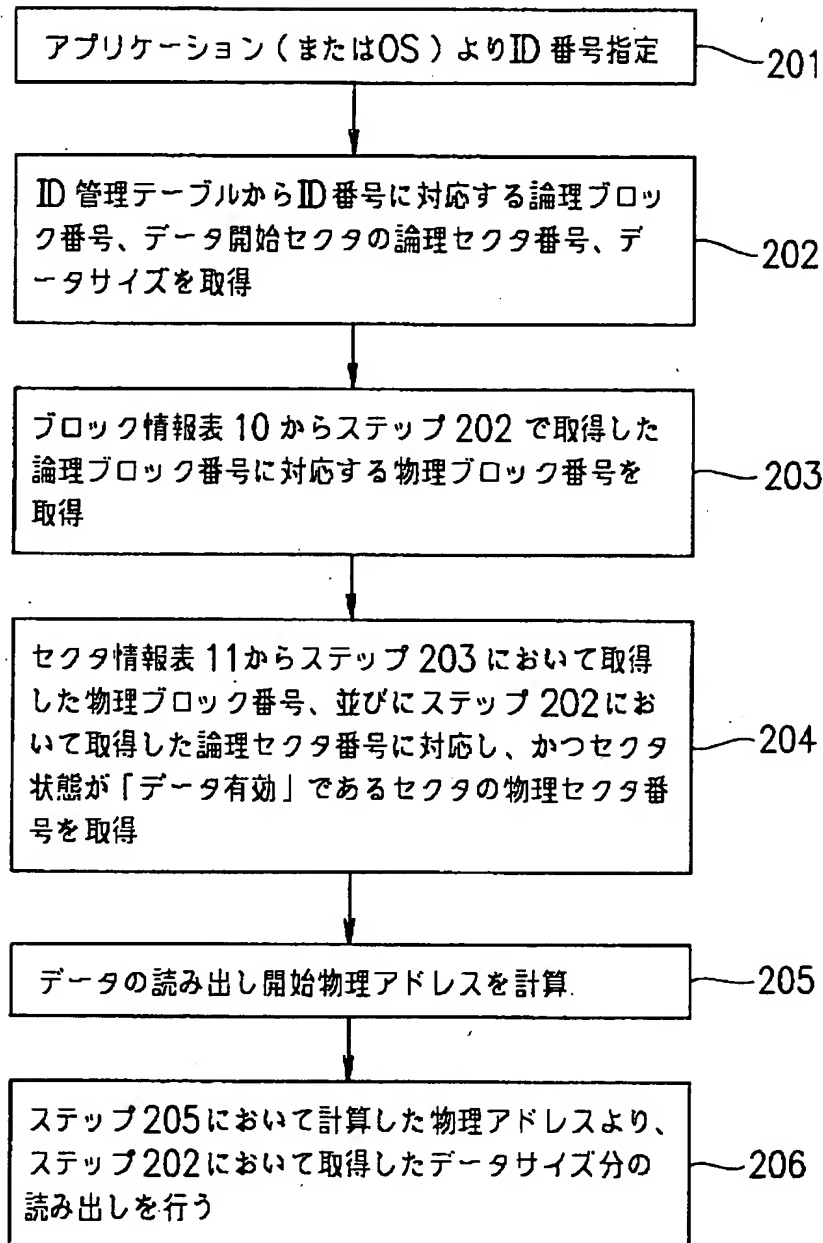 アプリケーション(またはOS)よりID番号指定
201
ID管理テーブルからID番号に対応する論理ブロッ
ク番号、データ開始セクタの論理セクタ番号、デ
ータサイズを取得
202
ブロック情報表10からステップ202で取得した
論理ブロック番号に対応する物理ブロック番号を
取得
203
セクタ情報表11からステップ203において取得
した物理ブロック番号、並びにステップ202にお
いて取得した論理セクタ番号に対応し、かつセクタ
状態が「データ有効」であるセクタの物理セクタ番
号を取得
204
データの読み出し開始物理アドレスを計算
205
ステップ205において計算した物理アドレスより、
ステップ202において取得したデータサイズ分の
読み出しを行う
206